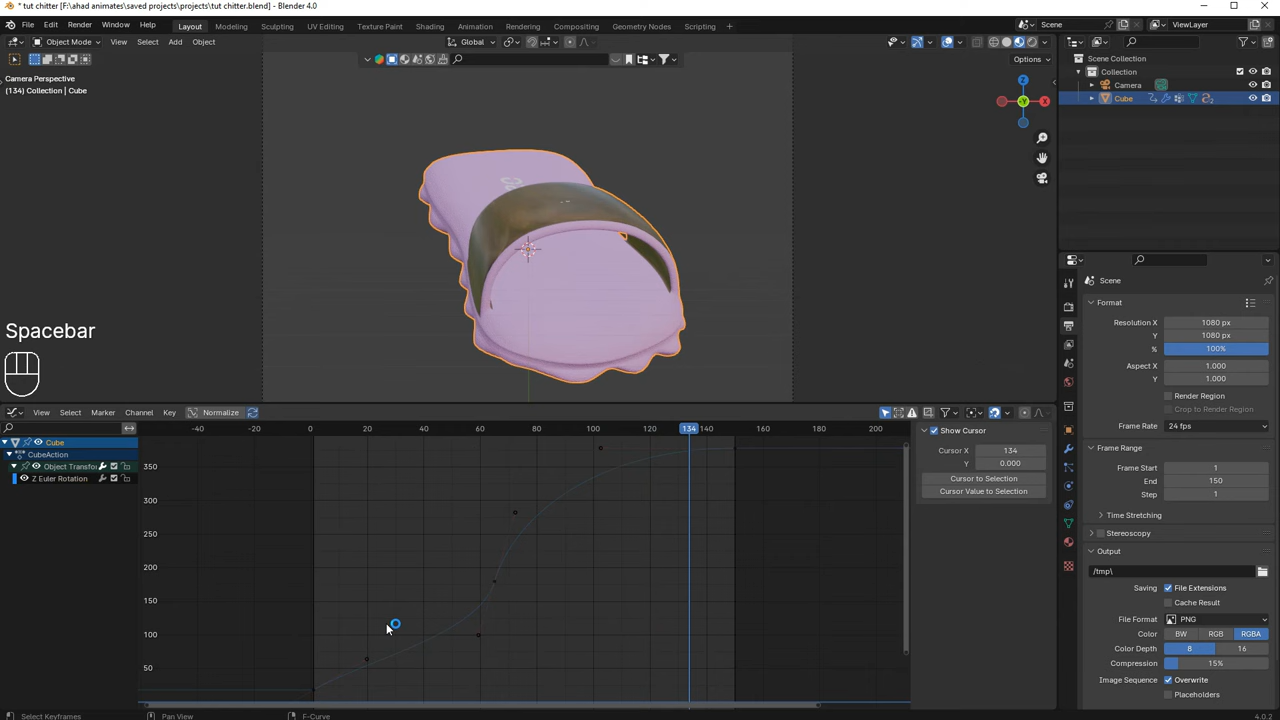 * tut chitter [F:\ahad animates\saved projects\projects\tut chitter.blend] - Blender 4.0
File Edit Render Window Help Layout Modeling Sculpting UV Editing Texture Paint Shading Animation Rendering Compositing Geometry Nodes Scripting + Scene ViewLayer
Object Mode View Select Add Object Global
Options
Camera Perspective
(134) Collection | Cube
Z
X
Y
Scene Collection
Collection
Camera
Cube
Spacebar
Scene
Format
Resolution X 1080 px
Y 1080 px
% 100%
Aspect X 1.000
Y 1.000
Render Region
Crop to Render Region
Frame Rate 24 fps
Frame Range
Frame Start 1
End 150
Step 1
Time Stretching
Stereoscopy
Output
/tmp\
Saving File Extensions
Cache Result
File Format PNG
Color BW RGB RGBA
Color Depth 8 16
Compression 15%
Image Sequence Overwrite
Placeholders
View Select Marker Channel Key Normalize
-40 -20 0 20 40 60 80 100 120 134 140 160 180 200
Cube
CubeAction
Object Transfor
Z Euler Rotation
350
300
250
200
150
100
50
Show Cursor
Cursor X 134
Y 0.000
Cursor to Selection
Cursor Value to Selection
Select Keyframes Pan View F-Curve 4.0.2